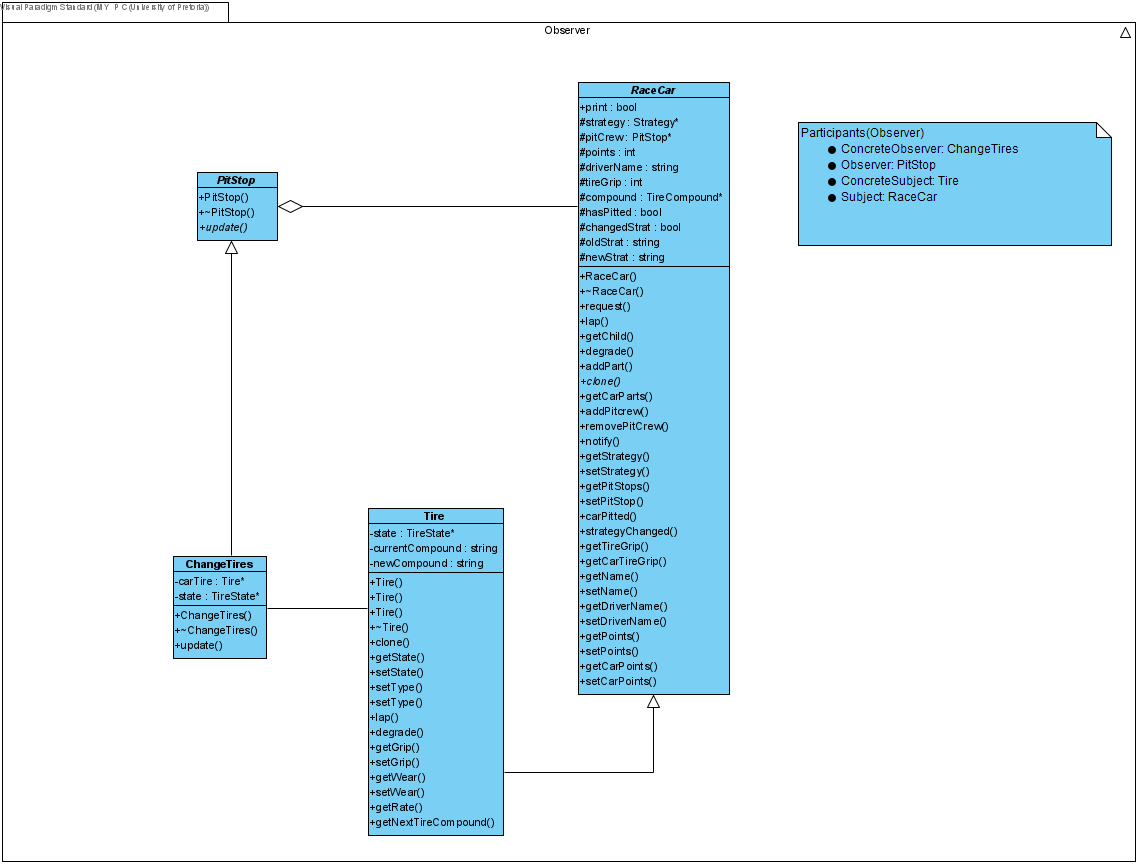 Visual Paradigm Standard (MY P C (University of Pretoria))
Observer
RaceCar
+print : bool
#strategy : Strategy*
#pitCrew : PitStop*
#points : int
#driverName : string
#tireGrip : int
#compound : TireCompound*
#hasPitted : bool
#changedStrat : bool
#oldStrat : string
#newStrat : string
+RaceCar()
+~RaceCar()
+request()
+lap()
+getChild()
+degrade()
+addPart()
+clone()
+getCarParts()
+addPitcrew()
+removePitCrew()
+notify()
+getStrategy()
+setStrategy()
+getPitStops()
+setPitStop()
+carPitted()
+strategyChanged()
+getTireGrip()
+getCarTireGrip()
+getName()
+setName()
+getDriverName()
+setDriverName()
+getPoints()
+setPoints()
+getCarPoints()
+setCarPoints()
Participants(Observer)
● ConcreteObserver: ChangeTires
● Observer: PitStop
● ConcreteSubject: Tire
● Subject: RaceCar
PitStop
+PitStop()
+~PitStop()
+update()
Tire
-state : TireState*
-currentCompound : string
-newCompound : string
+Tire()
+Tire()
+Tire()
+~Tire()
+clone()
+getState()
+setState()
+setType()
+setType()
+lap()
+degrade()
+getGrip()
+setGrip()
+getWear()
+setWear()
+getRate()
+getNextTireCompound()
ChangeTires
-carTire : Tire*
-state : TireState*
+ChangeTires()
+~ChangeTires()
+update()